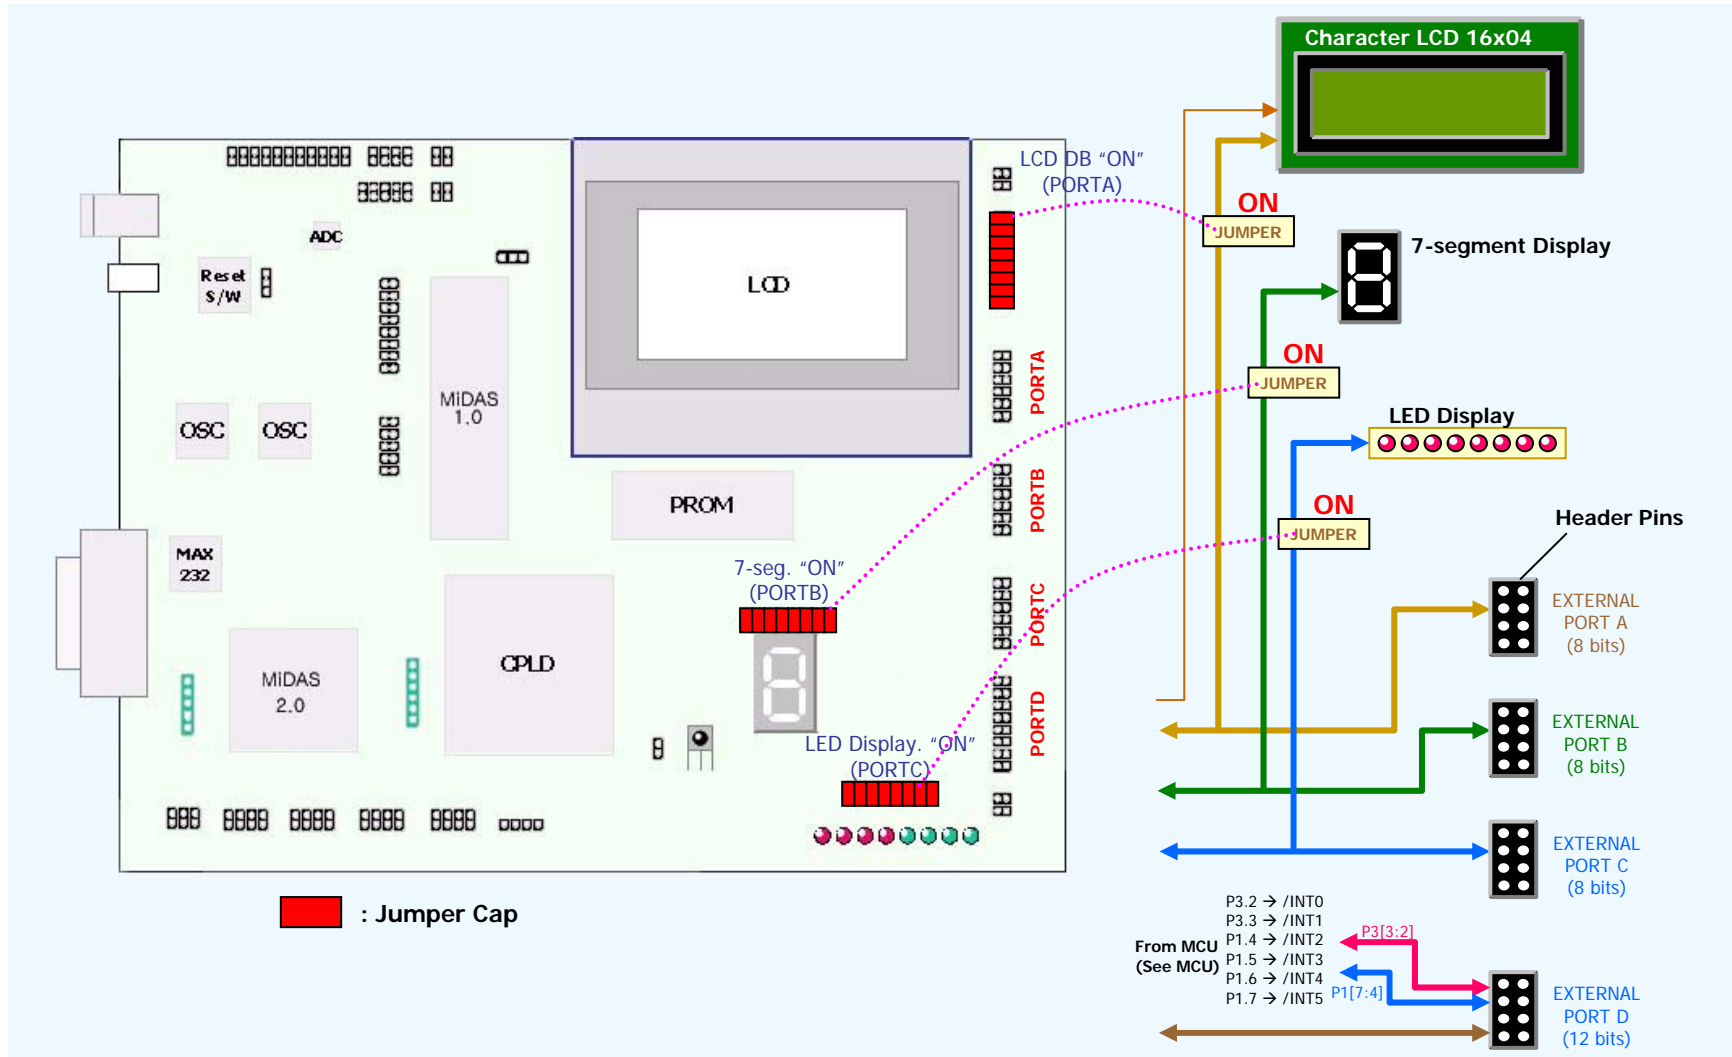 Character LCD 16x04
LCD DB “ON”
(PORTA)
ON
JUMPER
ADC
Reset
S/W
LCD
7-segment Display
PORTA
ON
JUMPER
MiDAS
1.0
OSC
OSC
LED Display
PORTB
PROM
ON
JUMPER
Header Pins
MAX
232
7-seg. “ON”
(PORTB)
PORTC
EXTERNAL
PORT A
(8 bits)
CPLD
MiDAS
2.0
PORTD
EXTERNAL
PORT B
(8 bits)
LED Display. “ON”
(PORTC)
EXTERNAL
PORT C
(8 bits)
: Jumper Cap
P3.2 → /INT0
P3.3 → /INT1
P1.4 → /INT2
P1.5 → /INT3
P1.6 → /INT4
P1.7 → /INT5
From MCU
(See MCU)
P3[3:2]
P1[7:4]
EXTERNAL
PORT D
(12 bits)